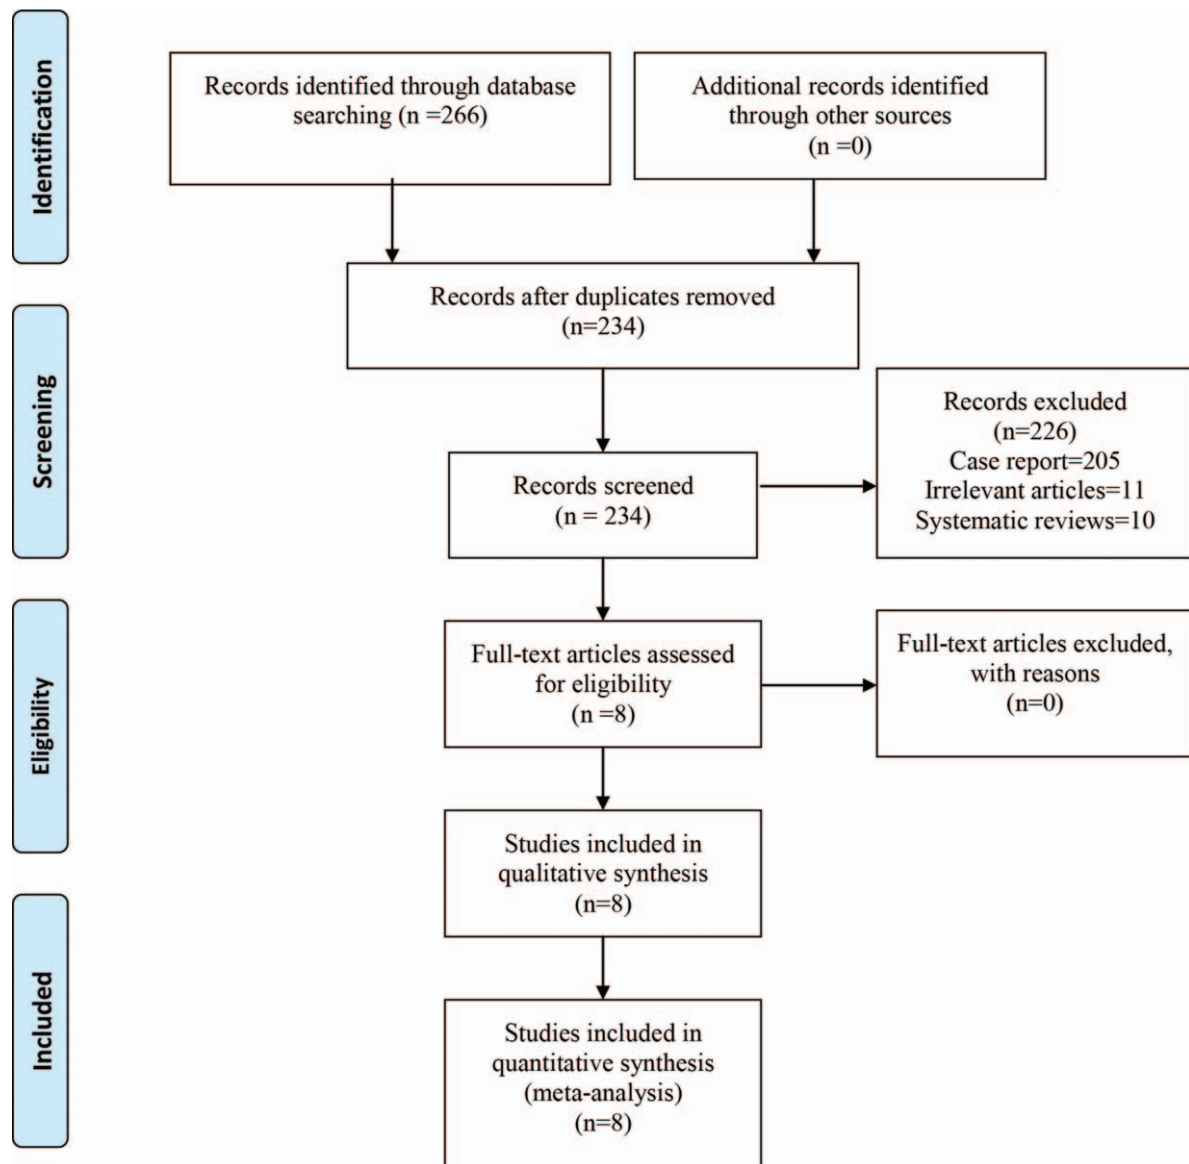 Identification
Records identified through database
searching (n =266)
Additional records identified
through other sources
(n =0)
Records after duplicates removed
(n=234)
Screening
Records screened
(n = 234)
Records excluded
(n=226)
Case report=205
Irrelevant articles=11
Systematic reviews=10
Eligibility
Full-text articles assessed
for eligibility
(n =8)
Full-text articles excluded,
with reasons
(n=0)
Studies included in
qualitative synthesis
(n=8)
Included
Studies included in
quantitative synthesis
(meta-analysis)
(n=8)